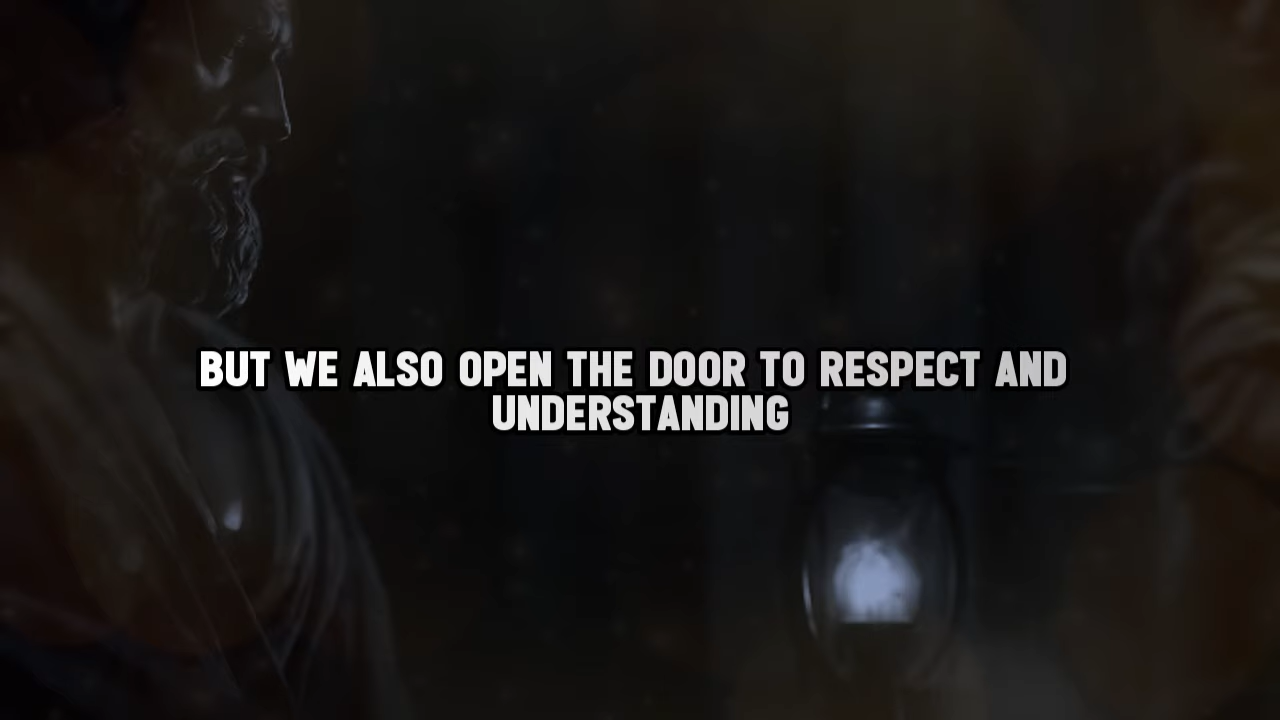 BUT WE ALSO OPEN THE DOOR TO RESPECT AND
UNDERSTANDING